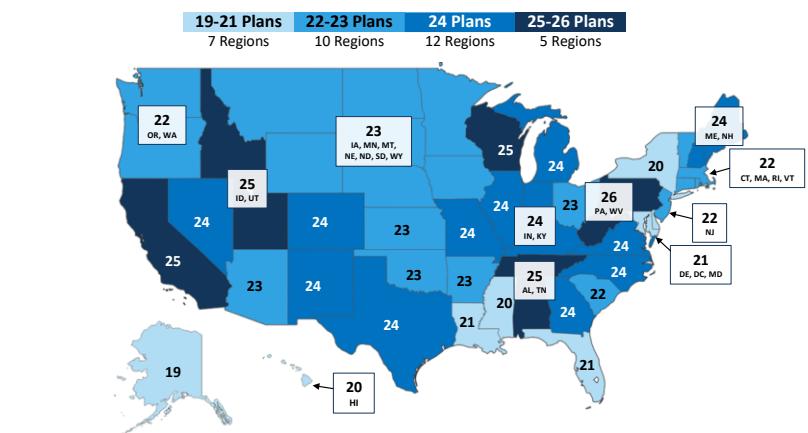 19-21 Plans 22-23 Plans 24 Plans 25-26 Plans
7 Regions 10 Regions 12 Regions 5 Regions
22
OR, WA
23
IA, MN, MT,
NE, ND, SD, WY
25
24
24
ME, NH
20
22
CT, MA, RI, VT
25
ID, UT
26
PA, WV
24
23
24
IN, KY
22
NJ
24
24
23
24
24
21
DE, DC, MD
25
23
24
23
23
25
AL, TN
24
22
20
24
21
24
21
19
20
HI